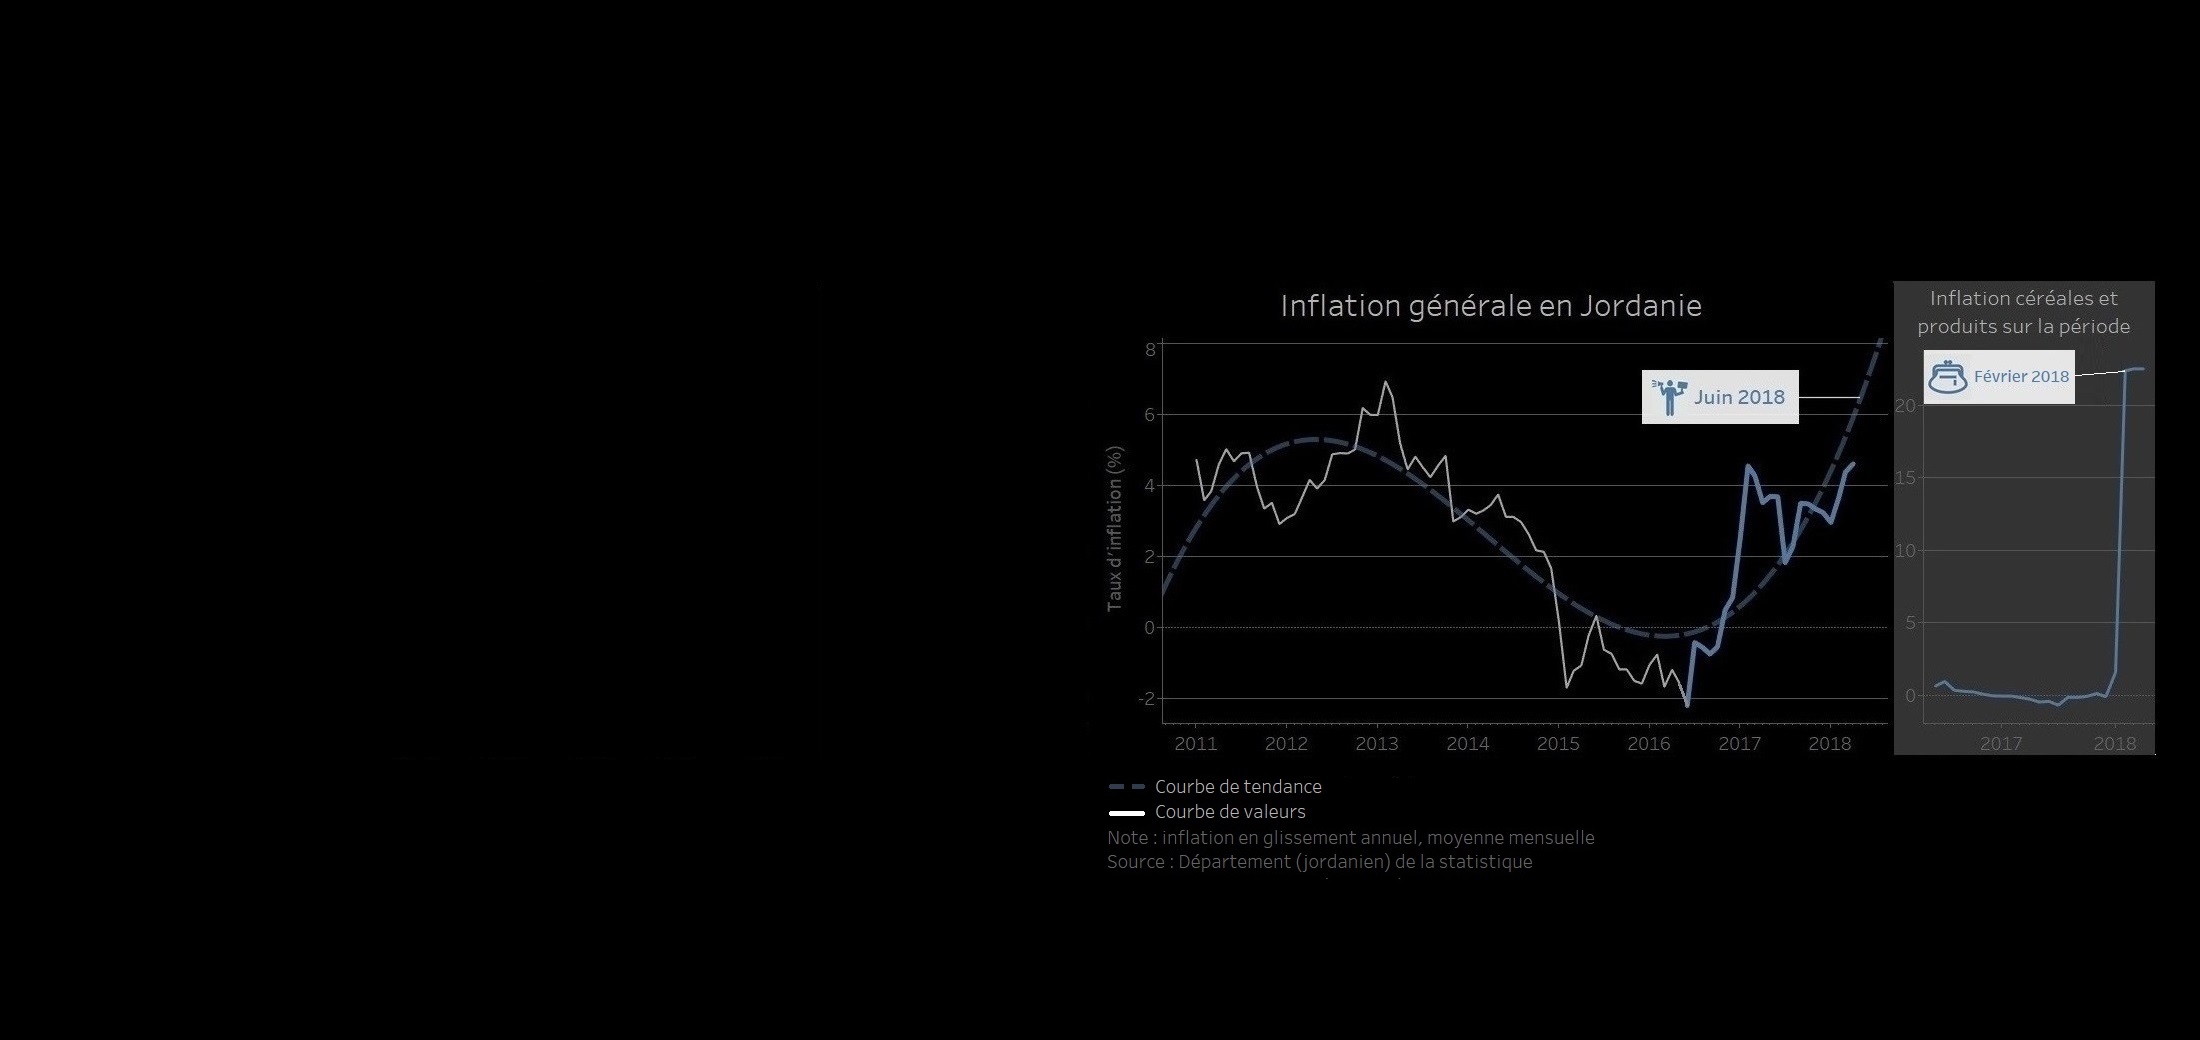 Inflation générale en Jordanie
Taux d'inflation (%)
8
6
4
2
0
-2
2011 2012 2013 2014 2015 2016 2017 2018
Juin 2018
Inflation céréales et
produits sur la période
Février 2018
20
15
10
5
0
2017 2018
Courbe de tendance
Courbe de valeurs
Note : inflation en glissement annuel, moyenne mensuelle
Source : Département (jordanien) de la statistique